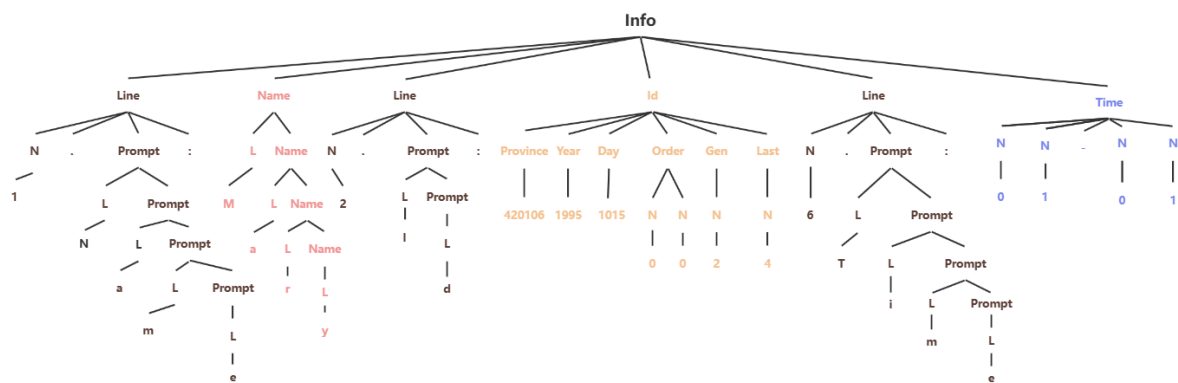 Info
Line Name Line Id Line Time
N . Prompt : L Name N . Prompt : Province Year Day Order Gen Last N . Prompt : N N - N N
1 L Prompt M L Name 2 L Prompt 420106 1995 1015 N N N N 6 L Prompt 0 1 0 1
N L Prompt a L Name I L 0 0 2 4 T L Prompt
a L Prompt r L d i L Prompt
m L y m L
e e